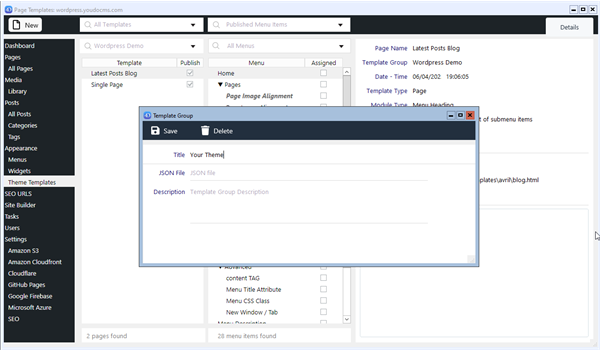 Page Templates: wordpress.youdocms.com
New
All Templates
Published Menu Items
Details
Dashboard
Pages
All Pages
Media
Library
Posts
All Posts
Categories
Tags
Appearance
Menus
Widgets
Theme Templates
SEO URLS
Site Builder
Tasks
Users
Settings
Amazon S3
Amazon Cloudfront
Cloudflare
GitHub Pages
Google Firebase
Microsoft Azure
SEO
Wordpress Demo
Template Publish
Latest Posts Blog
Single Page
2 pages found
All Menus
Menu Assigned
Home
Pages
Page Image Alignment
Advanced
content TAG
Menu Title Attribute
Menu CSS Class
New Window / Tab
Menu Description
28 menu items found
Page Name Latest Posts Blog
Template Group Wordpress Demo
Date - Time 06/04/202 19:06:05
Template Type Page
Module Type Menu Heading
t of submenu items
plates\avril\blog.html
Template Group
Save Delete
Title Your Theme
JSON File JSON file
Description Template Group Description